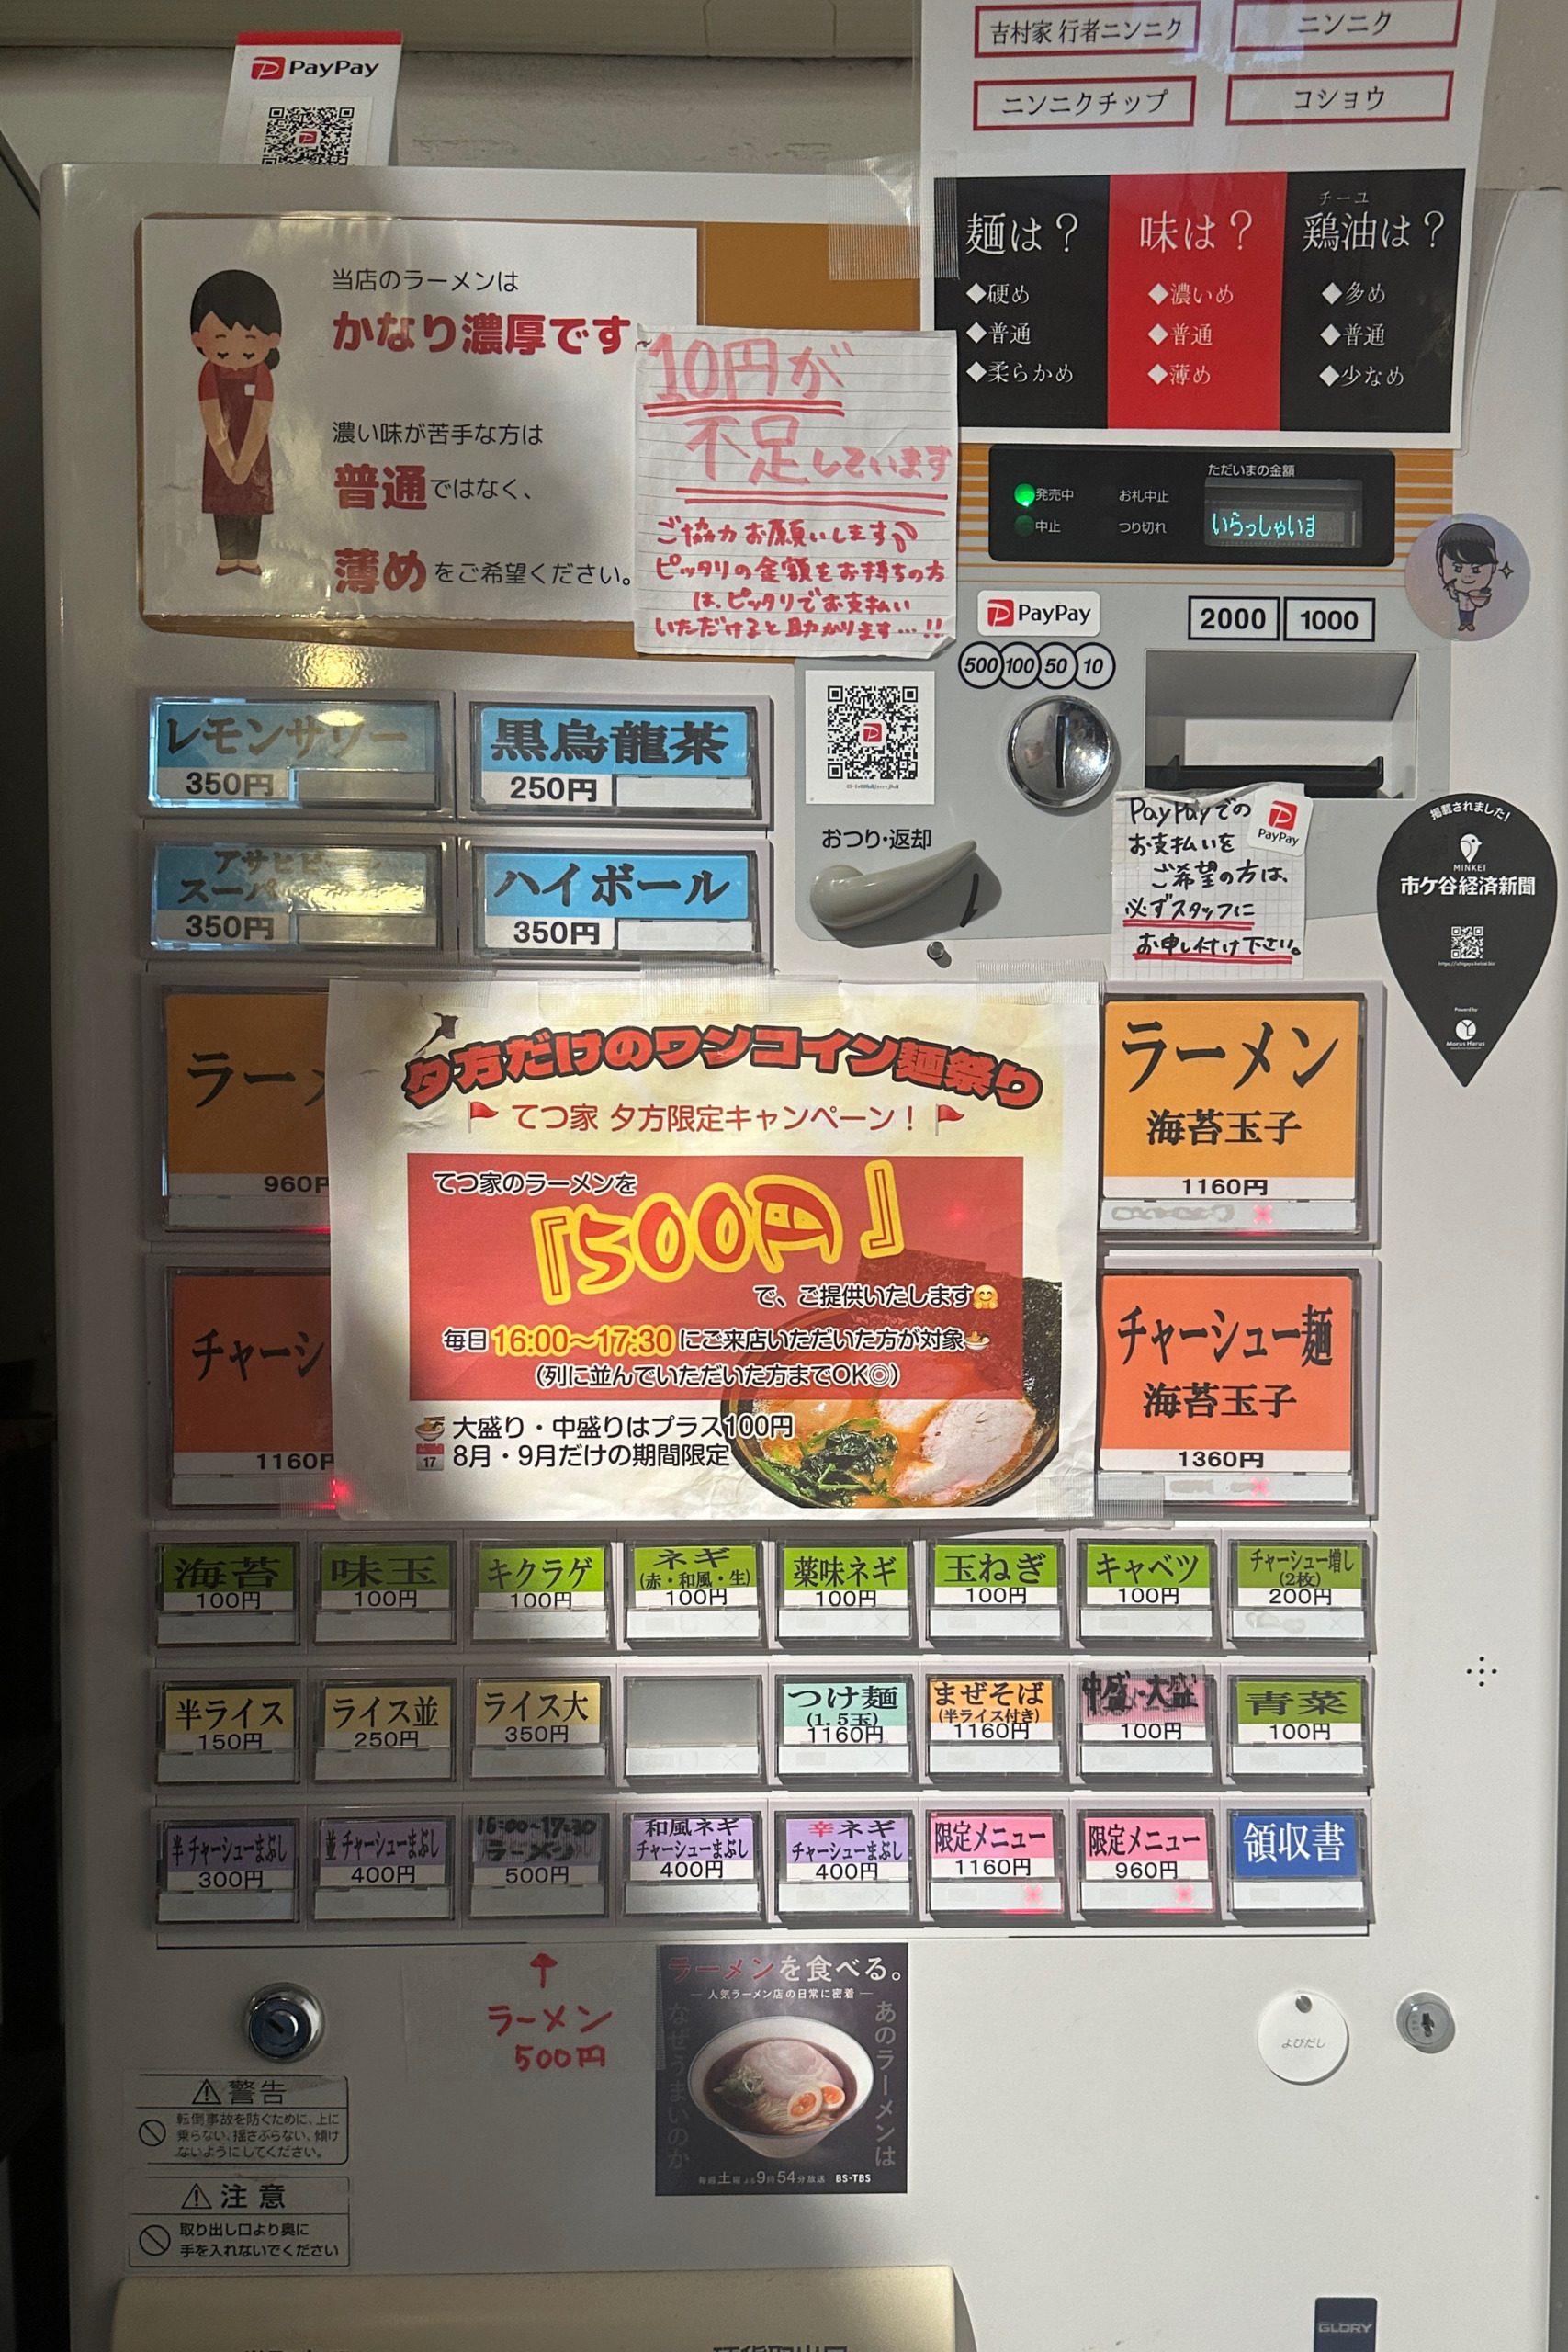 PayPay
吉村家 行者ニンニク
ニンニク
ニンニクチップ
コショウ
麺は?
◆硬め
◆普通
◆柔らかめ
味は?
◆濃いめ
◆普通
◆薄め
チーユ
鶏油は?
◆多め
◆普通
◆少なめ
当店のラーメンは
かなり濃厚です
濃い味が苦手な方は
普通ではなく、
薄めをご希望ください。
10円が
不足しています
ご協力お願いします
ピッタリの金額をお持ちの方
は、ピッタリでお支払い
いただけると助かります…!!
ただいまの金額
発売中
お札中止
中止
つり切れ
いらっしゃいま
PayPay
500 100 50 10
2000 1000
おつり・返却
PayPayでの
お支払いを
ご希望の方は、
必ずスタッフに
お申し付け下さい。
PayPay
掲載されました!
MINKEI
市ケ谷経済新聞
Powered by
レモンサワー
350円
黒烏龍茶
250円
アサヒビ
スーパ
350円
ハイボール
350円
ラーメ
960円
夕方だけのワンコイン麺祭り
てつ家 夕方限定キャンペーン!
てつ家のラーメンを
『500円』
で、ご提供いたします🤗
毎日16:00〜17:30にご来店いただいた方が対象🍜
(列に並んでいただいた方までOK◎)
🍜 大盛り・中盛りはプラス100円
📅 8月・9月だけの期間限定
ラーメン
海苔玉子
1160円
チャーシ
1160円
チャーシュー麺
海苔玉子
1360円
海苔
100円
味玉
100円
キクラゲ
100円
ネギ
(赤・和風・生)
100円
薬味ネギ
100円
玉ねぎ
100円
キャベツ
100円
チャーシュー増し
(2枚)
200円
半ライス
150円
ライス並
250円
ライス大
350円
つけ麺
(1.5玉)
1160円
まぜそば
(半ライス付き)
1160円
中盛・大盛
100円
青菜
100円
半チャーシューまぶし
300円
並チャーシューまぶし
400円
16:00~17:30
ラーメン
500円
和風ネギ
チャーシューまぶし
400円
辛ネギ
チャーシューまぶし
400円
限定メニュー
1160円
限定メニュー
960円
領収書
↑
ラーメン
500円
ラーメンを食べる。
― 人気ラーメン店の日常に密着 ―
あのラーメンは
なぜうまいのか
毎週土曜よる9時54分放送 BS-TBS
よびだし
⚠警告
転倒事故を防ぐために、上に
乗らない、揺さぶらない、傾け
ないようにしてください。
⚠注意
取り出し口より奥に
手を入れないでください
GLORY